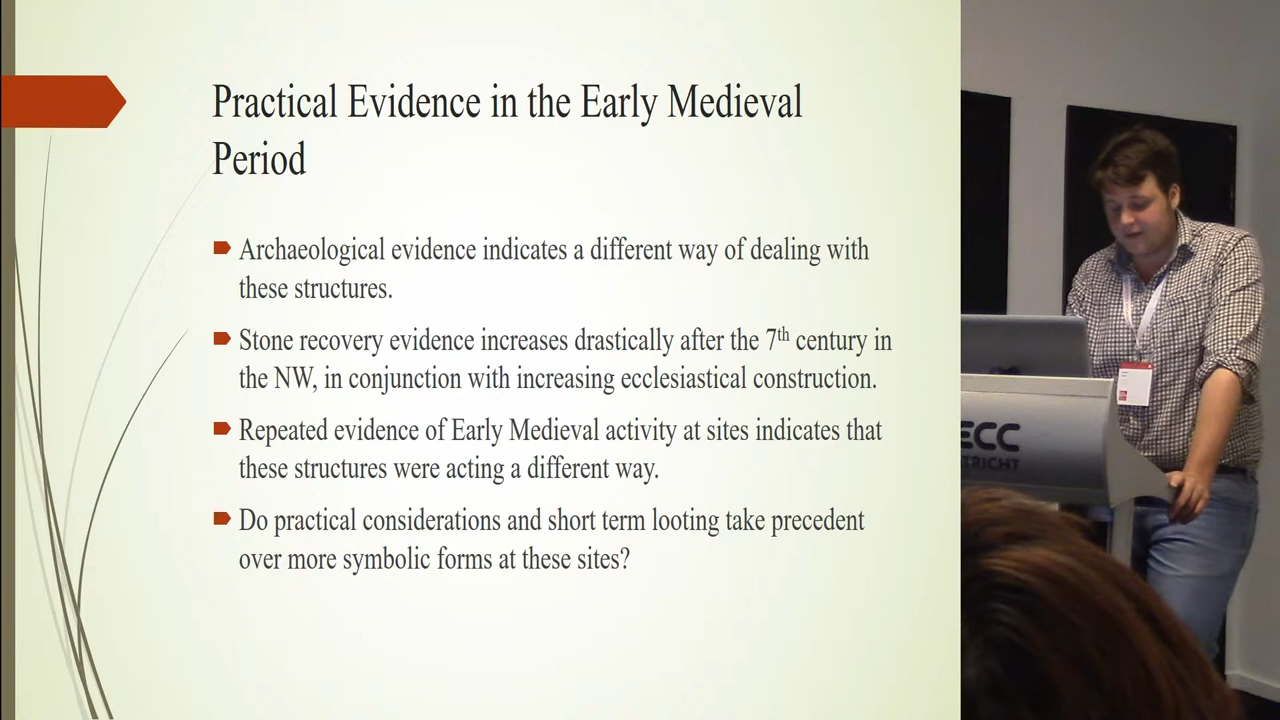 Practical Evidence in the Early Medieval
Period
Archaeological evidence indicates a different way of dealing with
these structures.
Stone recovery evidence increases drastically after the 7th century in
the NW, in conjunction with increasing ecclesiastical construction.
Repeated evidence of Early Medieval activity at sites indicates that
these structures were acting a different way.
Do practical considerations and short term looting take precedent
over more symbolic forms at these sites?
ECC
TRICHT